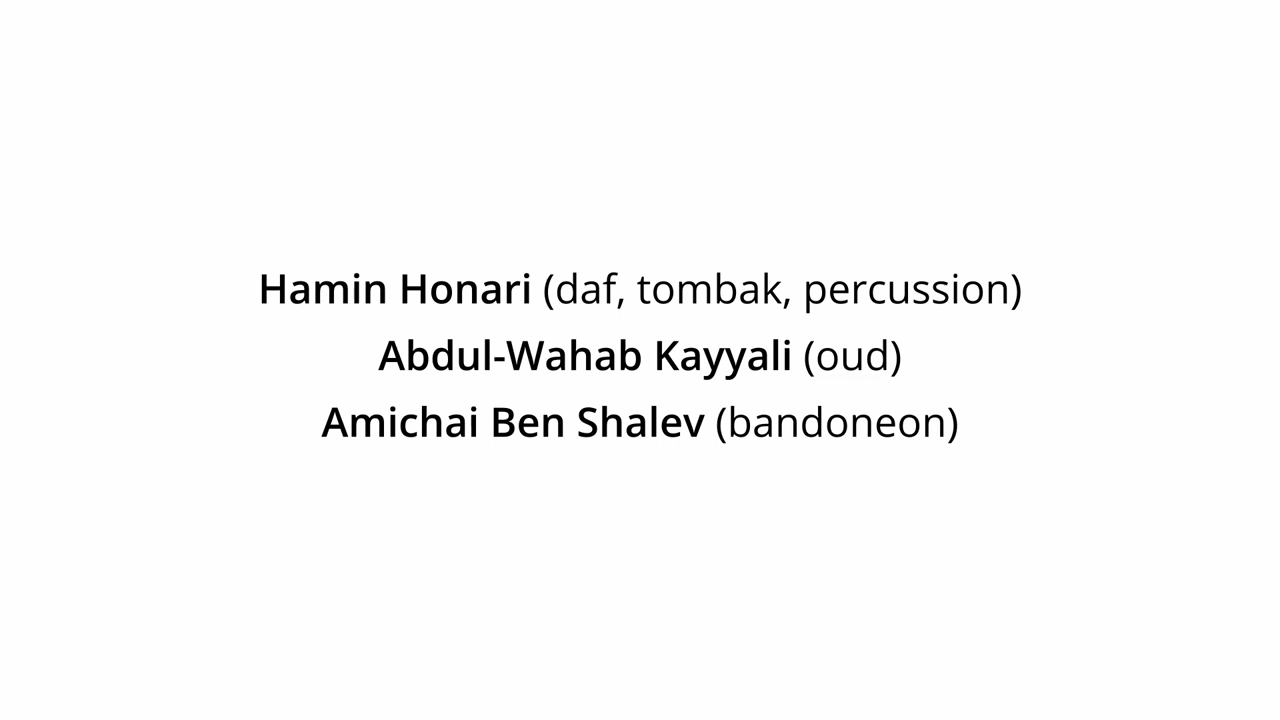 Hamin Honari (daf, tombak, percussion)
Abdul-Wahab Kayyali (oud)
Amichai Ben Shalev (bandoneon)